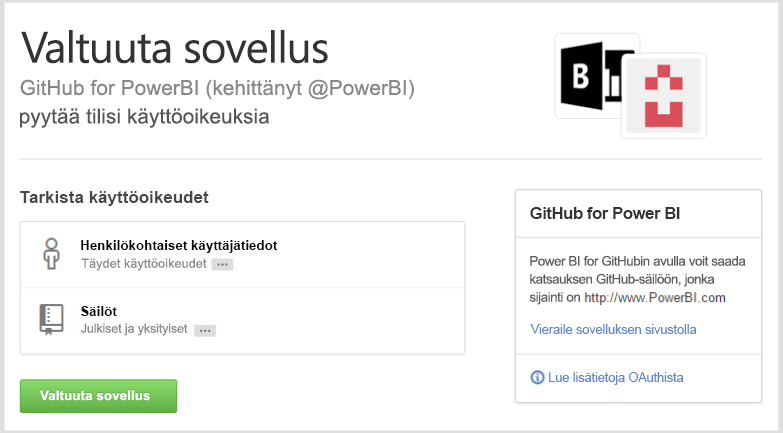 Valtuuta sovellus
GitHub for PowerBI (kehittänyt @PowerBI)
pyytää tilisi käyttöoikeuksia
B
Tarkista käyttöoikeudet
Henkilökohtaiset käyttäjätiedot
Täydet käyttöoikeudet ...
Säilöt
Julkiset ja yksityiset ...
Valtuuta sovellus
GitHub for Power BI
Power BI for GitHubin avulla voit saada
katsauksen GitHub-säilöön, jonka
sijainti on http://www.PowerBI.com
Vieraile sovelluksen sivustolla
Lue lisätietoja OAuthista